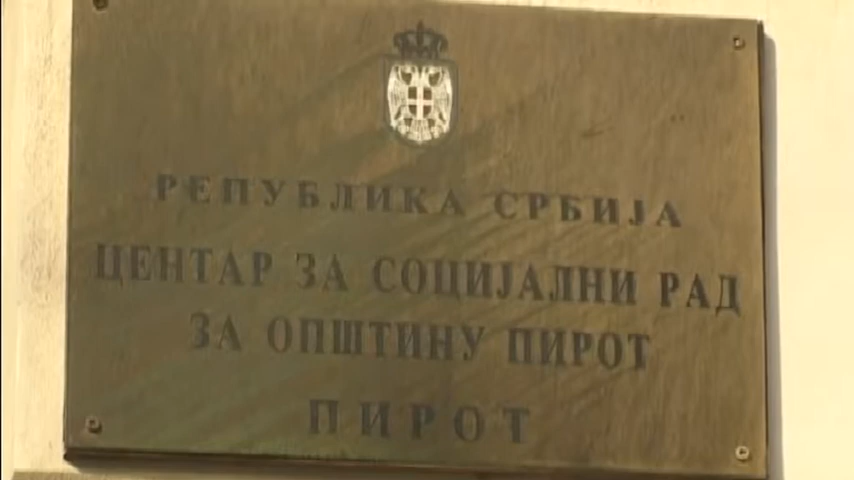 РЕПУБЛИКА СРБИЈА
ЦЕНТАР ЗА СОЦИЈАЛНИ РАД
ЗА ОПШТИНУ ПИРОТ
ПИРОТ